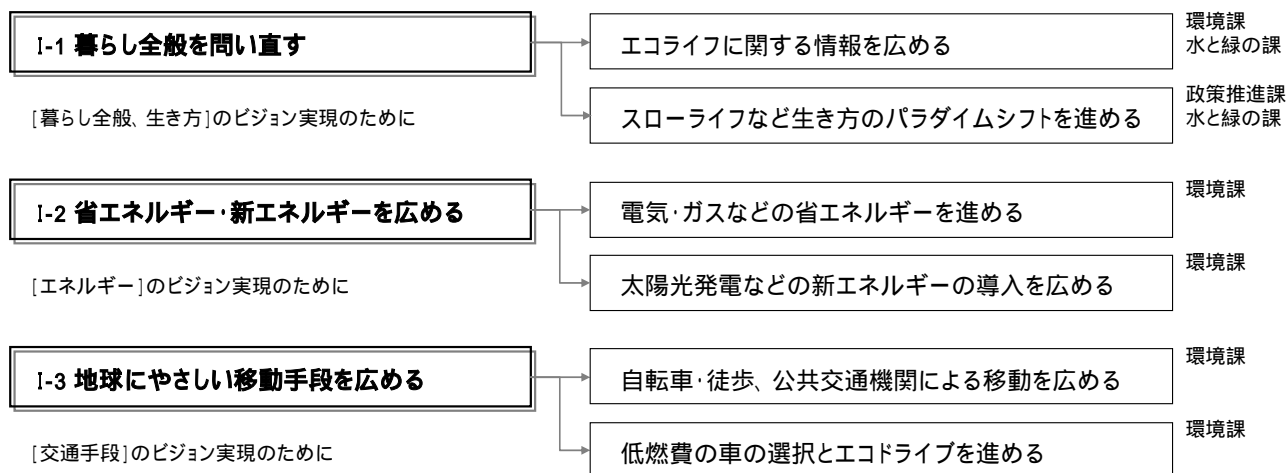 I-1 暮らし全般を問い直す
エコライフに関する情報を広める
環境課
水と緑の課
[暮らし全般、生き方]のビジョン実現のために
スローライフなど生き方のパラダイムシフトを進める
政策推進課
水と緑の課
I-2 省エネルギー・新エネルギーを広める
電気・ガスなどの省エネルギーを進める
環境課
[エネルギー]のビジョン実現のために
太陽光発電などの新エネルギーの導入を広める
環境課
I-3 地球にやさしい移動手段を広める
自転車・徒歩、公共交通機関による移動を広める
環境課
[交通手段]のビジョン実現のために
低燃費の車の選択とエコドライブを進める
環境課